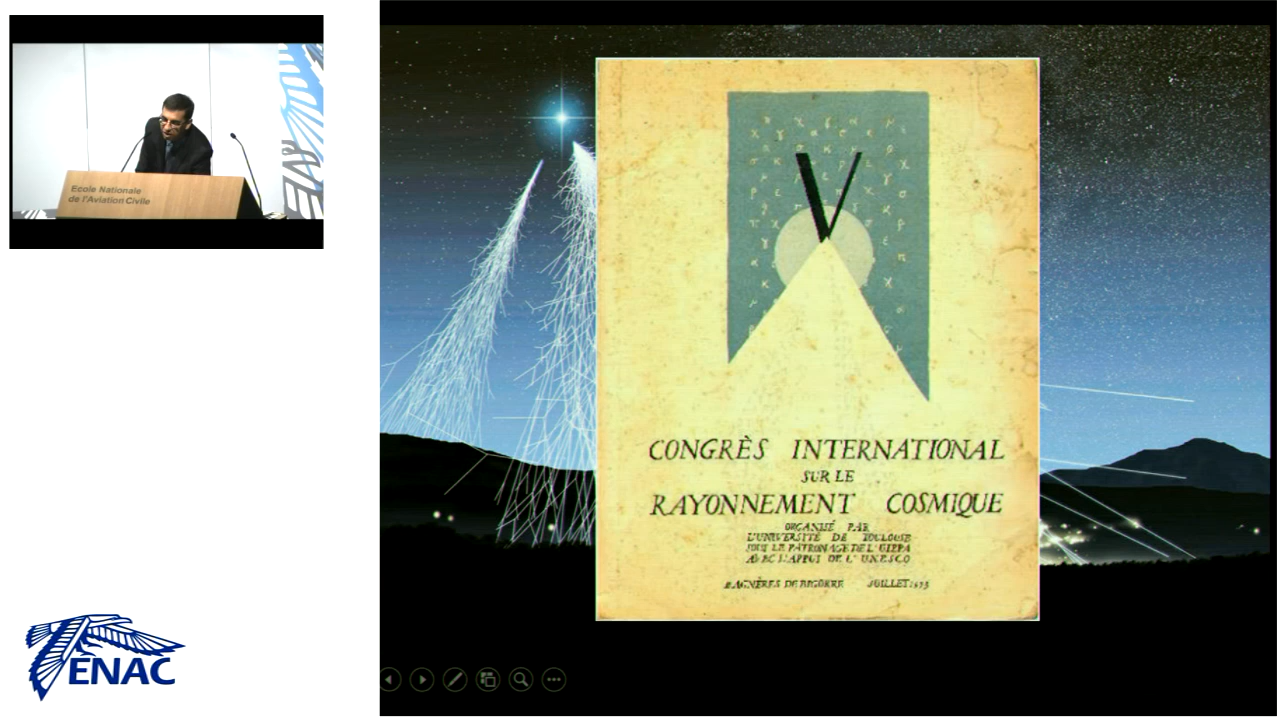 Ecole Nationale
de l'Aviation Civile
CONGRÈS INTERNATIONAL
SUR LE
RAYONNEMENT COSMIQUE
ORGANISÉ PAR
L'UNIVERSITÉ DE TOULOUSE
SOUS LE PATRONAGE DE L'UIPPA
AVEC L'APPUI DE L'UNESCO
BAGNÈRES DE BIGORRE JUILLET 1953
ENAC